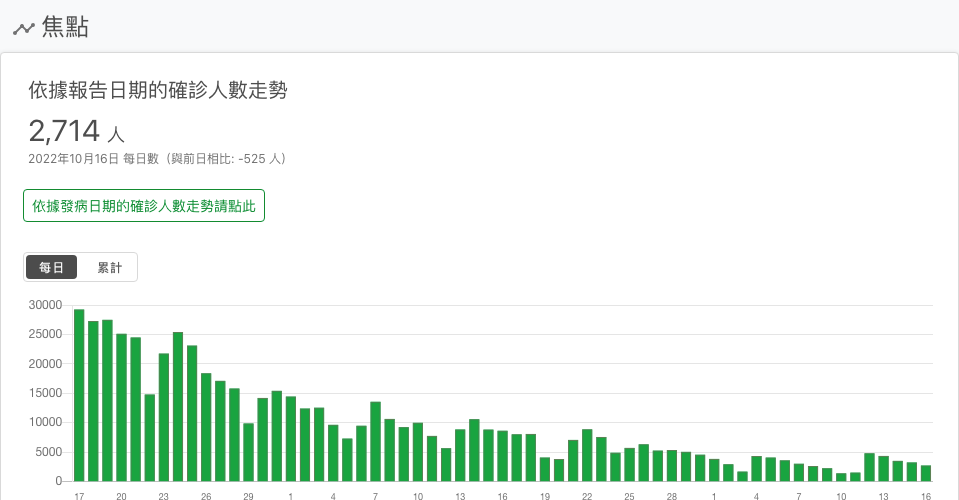 焦點
依據報告日期的確診人數走勢
2,714 人
2022年10月16日 每日數（與前日相比: -525 人）
依據發病日期的確診人數走勢請點此
每日 累計
30000
25000
20000
15000
10000
5000
0
17 20 23 26 29 1 4 7 10 13 16 19 22 25 28 1 4 7 10 13 16